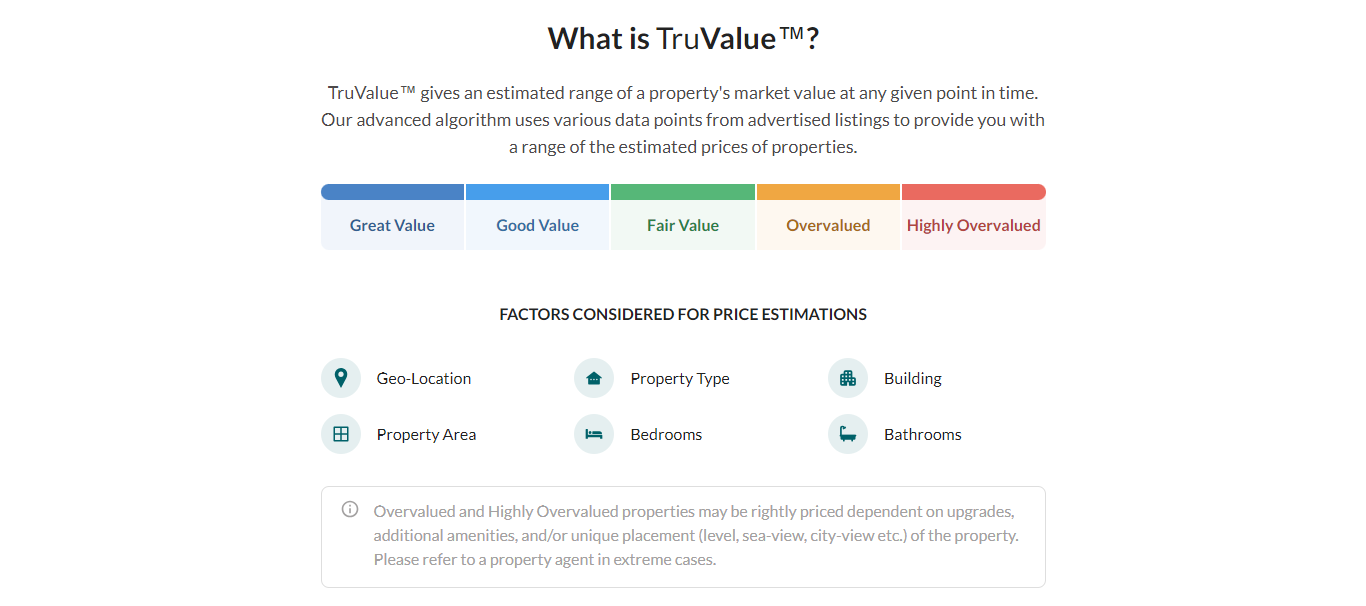 What is TruValue™?
TruValue™ gives an estimated range of a property's market value at any given point in time.
Our advanced algorithm uses various data points from advertised listings to provide you with
a range of the estimated prices of properties.
Great Value Good Value Fair Value Overvalued Highly Overvalued
FACTORS CONSIDERED FOR PRICE ESTIMATIONS
Geo-Location Property Type Building
Property Area Bedrooms Bathrooms
Overvalued and Highly Overvalued properties may be rightly priced dependent on upgrades,
additional amenities, and/or unique placement (level, sea-view, city-view etc.) of the property.
Please refer to a property agent in extreme cases.